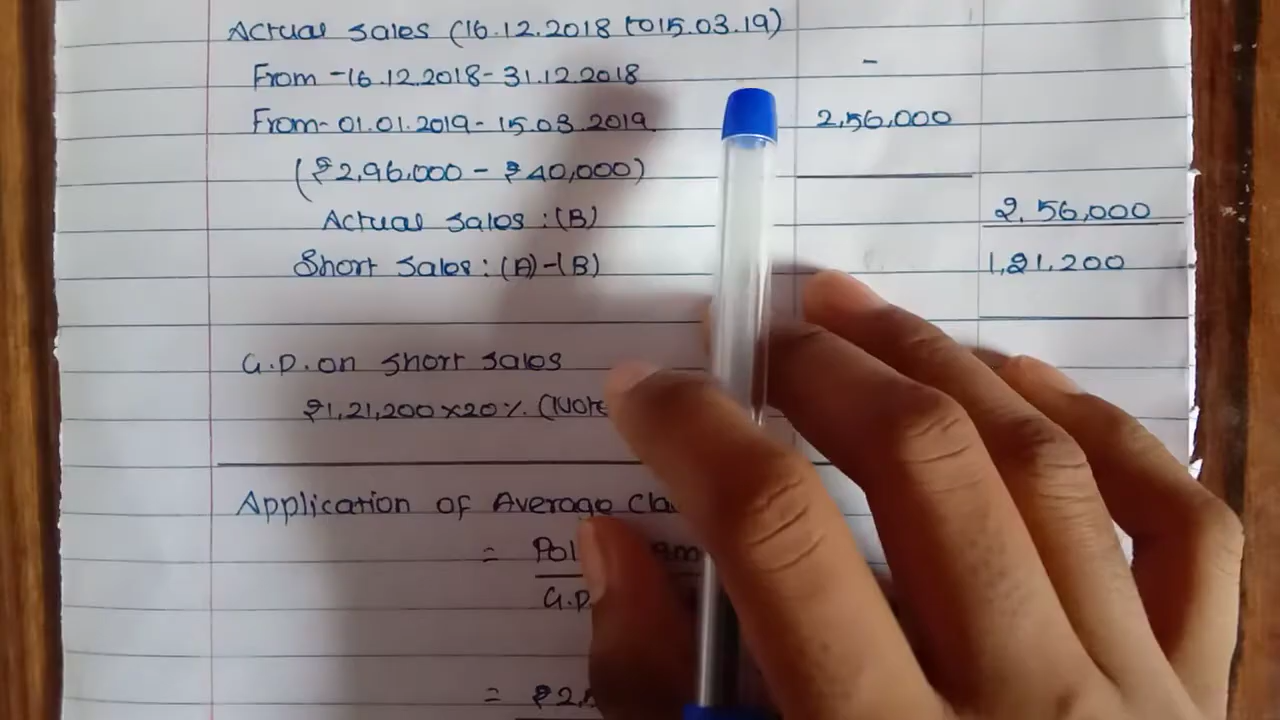 Actual sales (16.12.2018 to 15.03.19)
From -16.12.2018- 31.12.2018 -
From- 01.01.2019- 15.03.2019 2,56,000
(₹2,96,000 - ₹40,000)
Actual sales :(B) 2,56,000
Short sales : (A)-(B) 1,21,200
G.P. on short sales
₹1,21,200 x 20% (Note
Application of Average
=
G.P.
= ₹2,